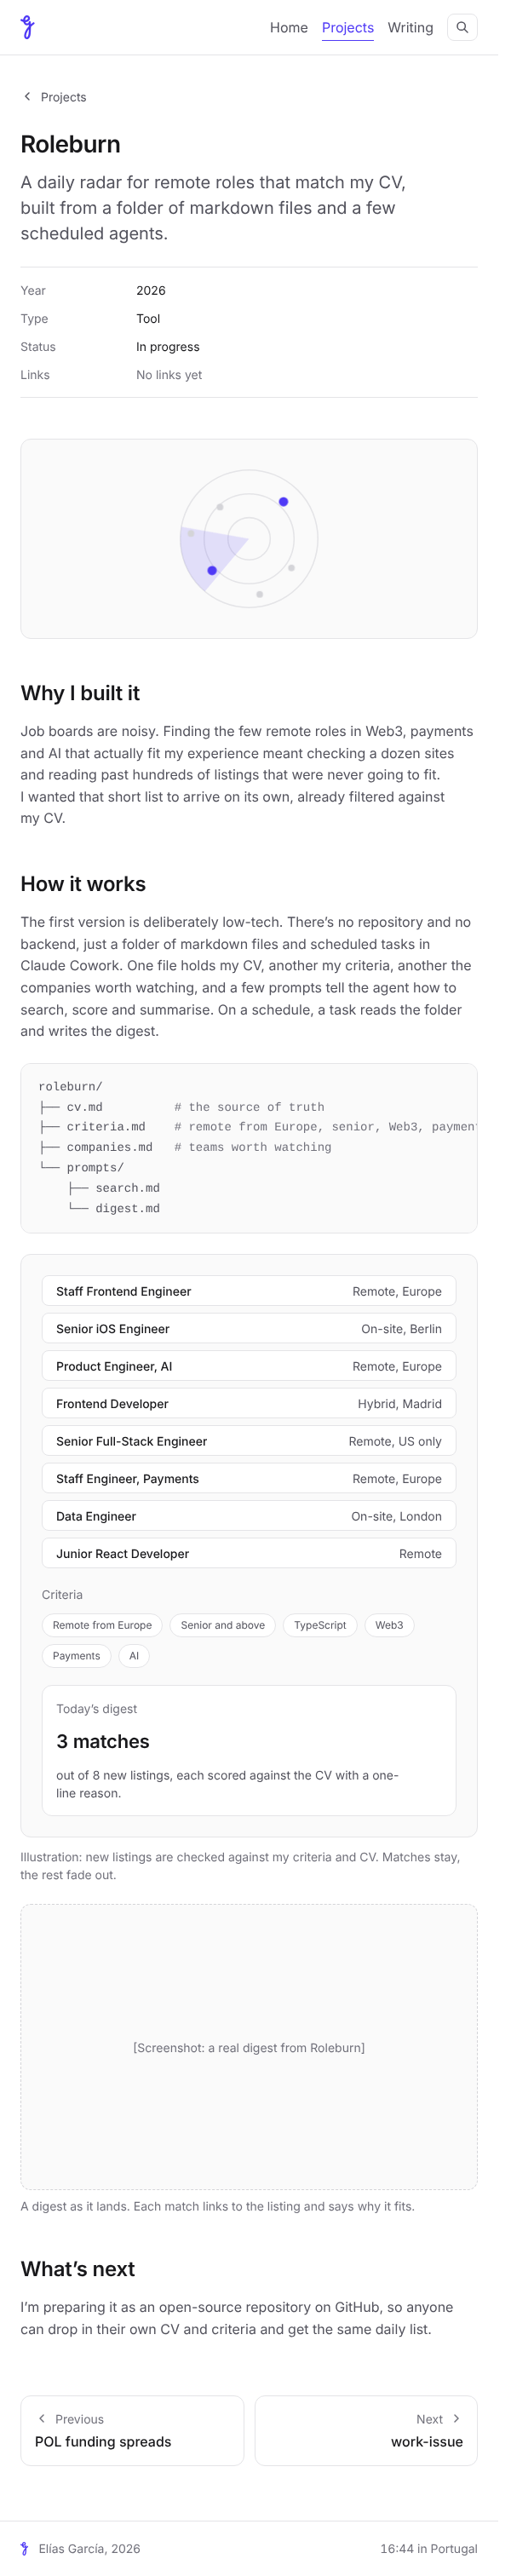 Home Projects Writing
Projects
Roleburn
A daily radar for remote roles that match my CV,
built from a folder of markdown files and a few
scheduled agents.
Year 2026
Type Tool
Status In progress
Links No links yet
Why I built it
Job boards are noisy. Finding the few remote roles in Web3, payments
and AI that actually fit my experience meant checking a dozen sites
and reading past hundreds of listings that were never going to fit.
I wanted that short list to arrive on its own, already filtered against
my CV.
How it works
The first version is deliberately low-tech. There’s no repository and no
backend, just a folder of markdown files and scheduled tasks in
Claude Cowork. One file holds my CV, another my criteria, another the
companies worth watching, and a few prompts tell the agent how to
search, score and summarise. On a schedule, a task reads the folder
and writes the digest.
roleburn/
├── cv.md # the source of truth
├── criteria.md # remote from Europe, senior, Web3, paymen
├── companies.md # teams worth watching
└── prompts/
├── search.md
└── digest.md
Staff Frontend Engineer Remote, Europe
Senior iOS Engineer On-site, Berlin
Product Engineer, AI Remote, Europe
Frontend Developer Hybrid, Madrid
Senior Full-Stack Engineer Remote, US only
Staff Engineer, Payments Remote, Europe
Data Engineer On-site, London
Junior React Developer Remote
Criteria
Remote from Europe Senior and above TypeScript Web3
Payments AI
Today’s digest
3 matches
out of 8 new listings, each scored against the CV with a one-
line reason.
Illustration: new listings are checked against my criteria and CV. Matches stay,
the rest fade out.
[Screenshot: a real digest from Roleburn]
A digest as it lands. Each match links to the listing and says why it fits.
What’s next
I’m preparing it as an open-source repository on GitHub, so anyone
can drop in their own CV and criteria and get the same daily list.
Previous
POL funding spreads
Next
work-issue
Elías García, 2026
16:44 in Portugal